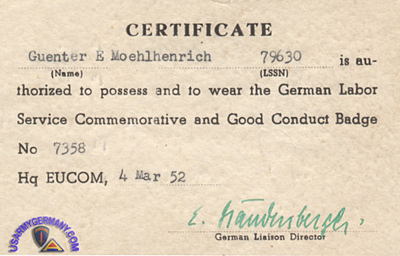 CERTIFICATE
Guenter E Moehlhenrich 79630 is au-
(Name) (LSSN)
thorized to possess and to wear the German Labor
Service Commemorative and Good Conduct Badge
No 7358
Hq EUCOM, 4 Mar 52
E.
German Liaison Director
USARMYGERMANY.COM